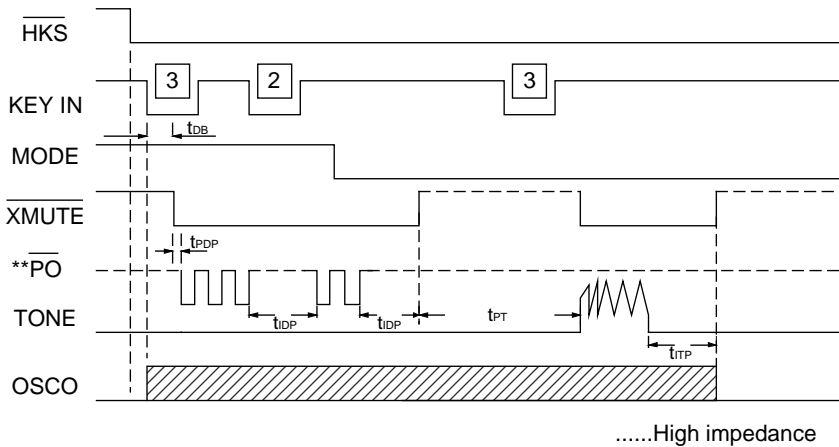 HKS
3 2 3
KEY IN
tDB
MODE
XMUTE
tPDP
**PO
tIDP tIDP tPT
TONE
tITP
OSCO
......High impedance